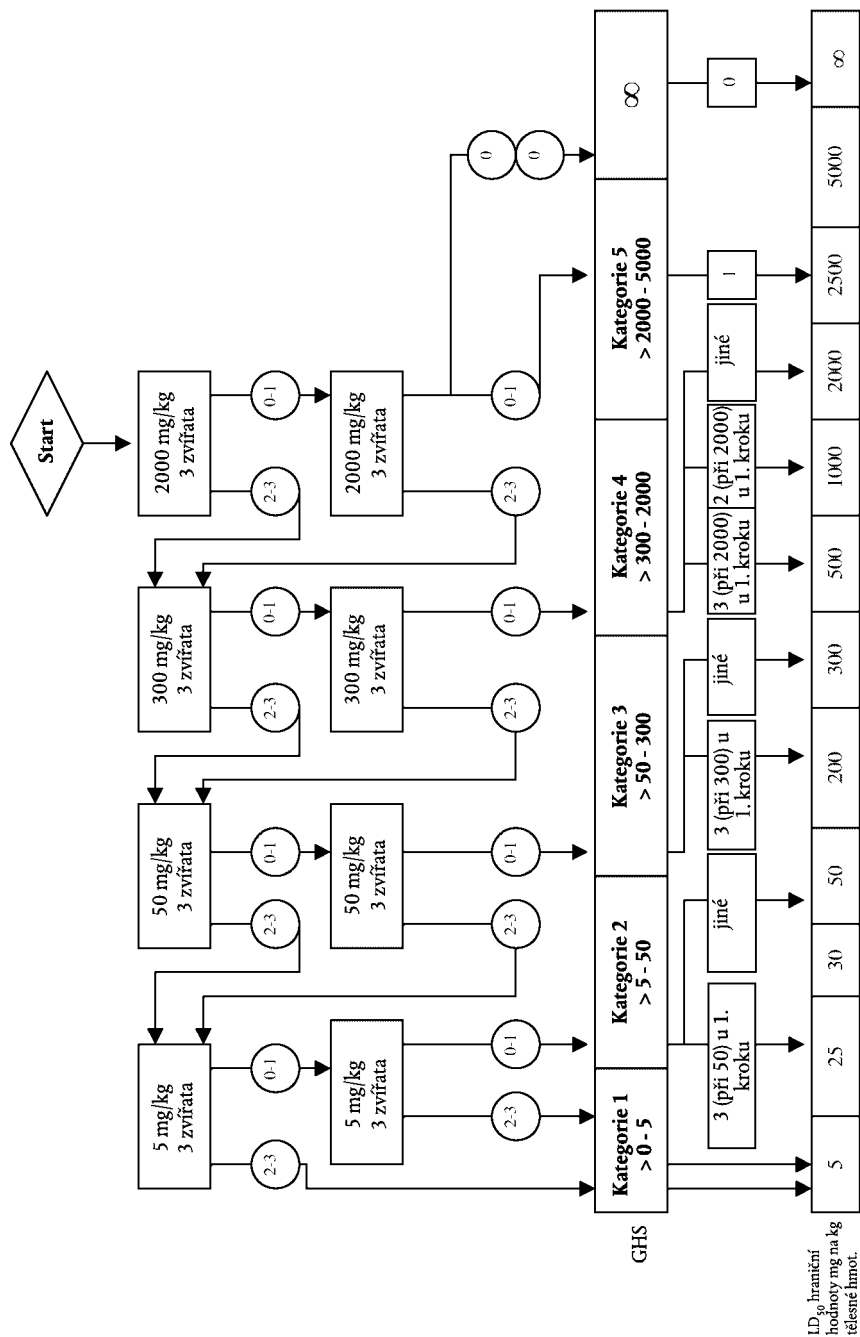 Start
5 mg/kg
3 zvířata
50 mg/kg
3 zvířata
300 mg/kg
3 zvířata
2000 mg/kg
3 zvířata
2-3
0-1
2-3
0-1
2-3
0-1
2-3
0-1
5 mg/kg
3 zvířata
50 mg/kg
3 zvířata
300 mg/kg
3 zvířata
2000 mg/kg
3 zvířata
2-3
0-1
2-3
0-1
2-3
0-1
2-3
0-1
0
0
GHS
Kategorie 1
> 0 - 5
Kategorie 2
> 5 - 50
Kategorie 3
> 50 - 300
Kategorie 4
> 300 - 2000
Kategorie 5
> 2000 - 5000
∞
3 (při 50) u 1.
kroku
jiné
3 (při 300) u
1. kroku
jiné
3 (při 2000)
u 1. kroku
2 (při 2000)
u 1. kroku
jiné
1
0
LD50 hraniční
hodnoty mg na kg
tělesné hmot.
5
25
30
50
200
300
500
1000
2000
2500
5000
∞